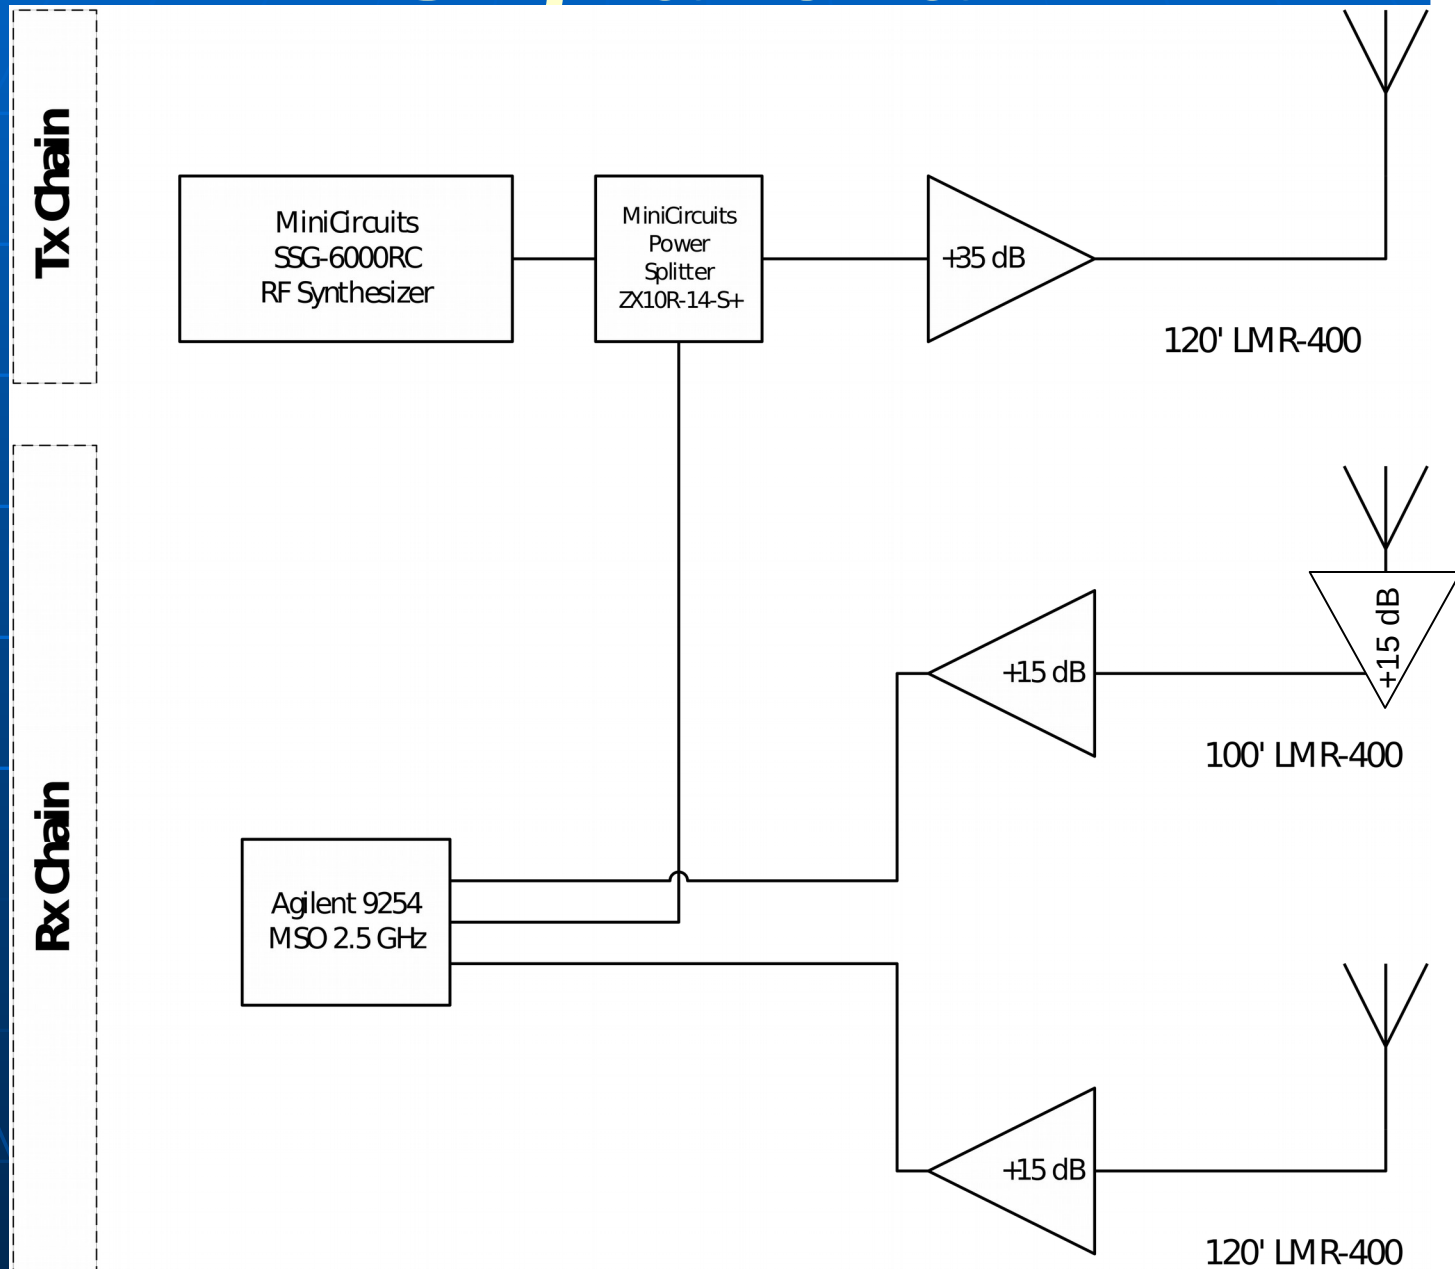 Tx Chain
MiniCircuits
SSG-6000RC
RF Synthesizer
MiniCircuits
Power
Splitter
ZX10R-14-S+
+35 dB
120' LMR-400
Rx Chain
+15 dB
+15 dB
100' LMR-400
Agilent 9254
MSO 2.5 GHz
+15 dB
120' LMR-400